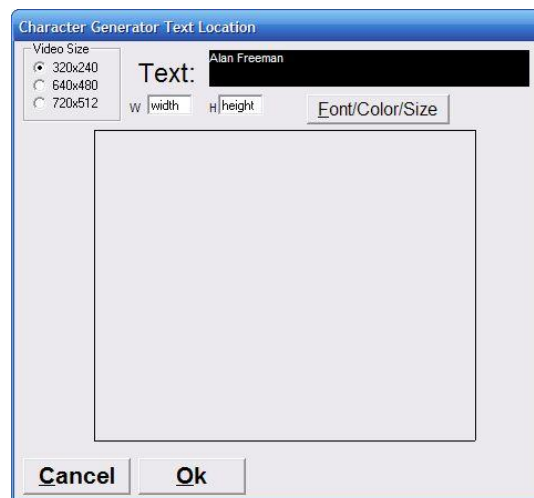 Character Generator Text Location
Video Size
320x240
640x480
720x512
Text:
Alan Freeman
W width H height
Font/Color/Size
Cancel Ok